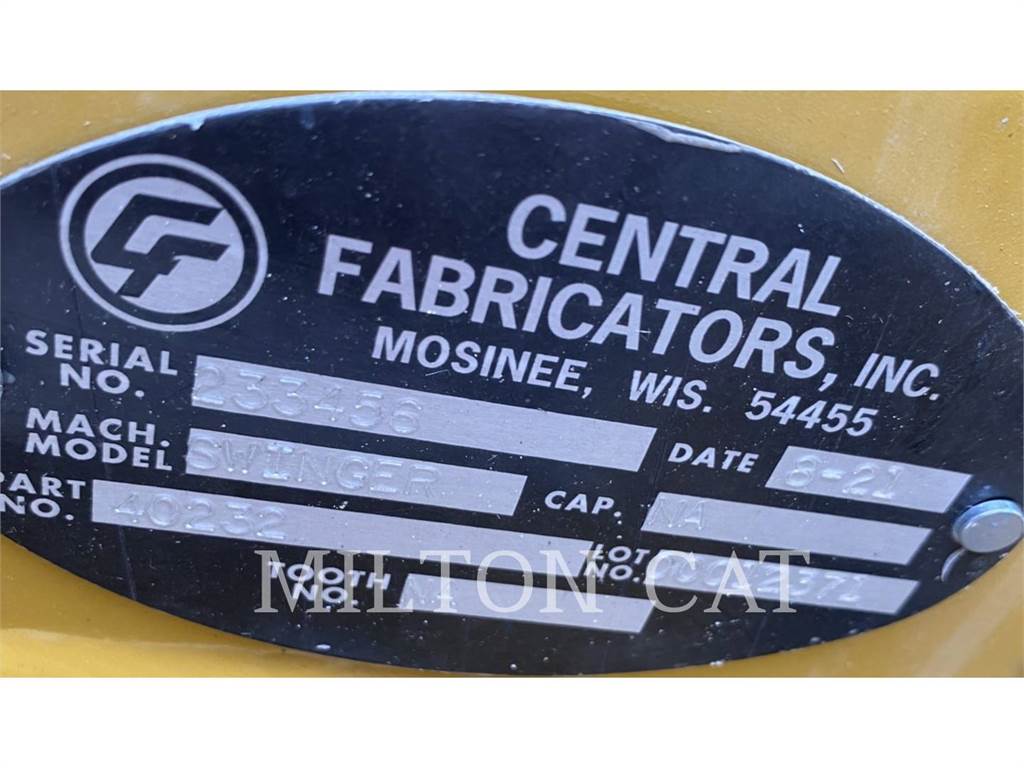 CF
CENTRAL
FABRICATORS, INC.
MOSINEE, WIS. 54455
SERIAL NO. 233456
MACH. MODEL SWINGER
DATE 8-21
PART NO. 40232
CAP. NA
LOT NO.
TOOTH NO.
MILTON CAT